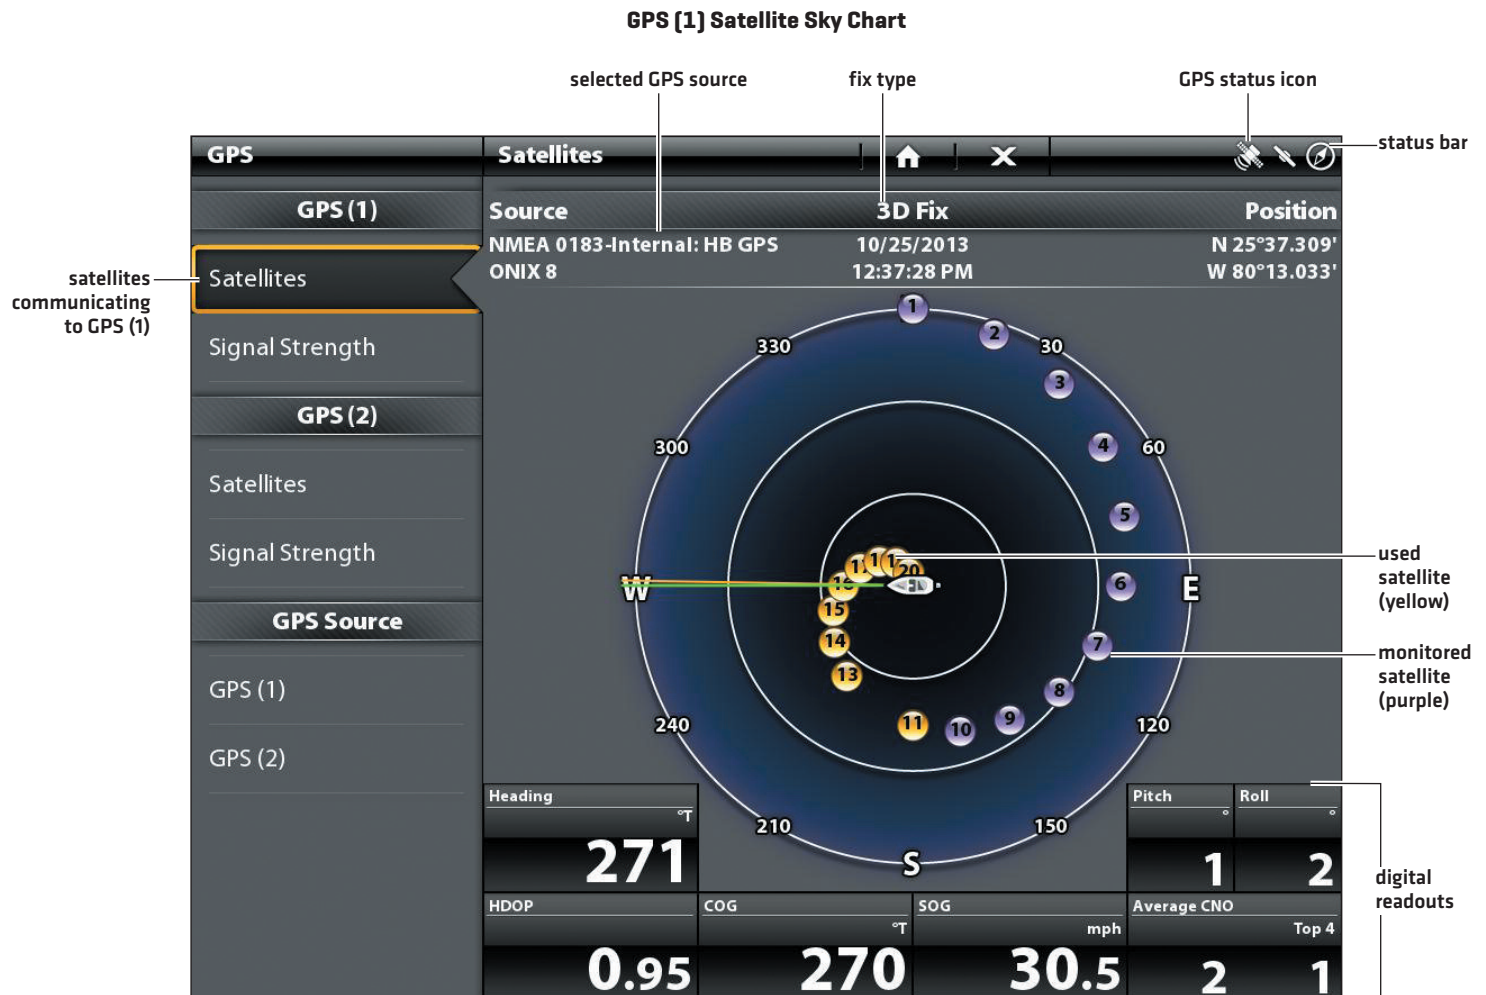 GPS (1) Satellite Sky Chart
selected GPS source
fix type
GPS status icon
status bar
GPS
Satellites
GPS (1)
Source
3D Fix
Position
NMEA 0183-Internal: HB GPS
10/25/2013
N 25°37.309'
ONIX 8
12:37:28 PM
W 80°13.033'
satellites
communicating
to GPS (1)
Satellites
Signal Strength
GPS (2)
Satellites
Signal Strength
GPS Source
GPS (1)
GPS (2)
1
2
330
30
3
300
4
60
5
used
satellite
(yellow)
20
W
6
E
15
14
7
monitored
satellite
(purple)
13
8
240
11
10
9
120
210
150
S
Heading
°T
271
Pitch
°
1
Roll
°
2
digital
readouts
HDOP
0.95
COG
°T
270
SOG
mph
30.5
Average CNO
Top 4
2
1